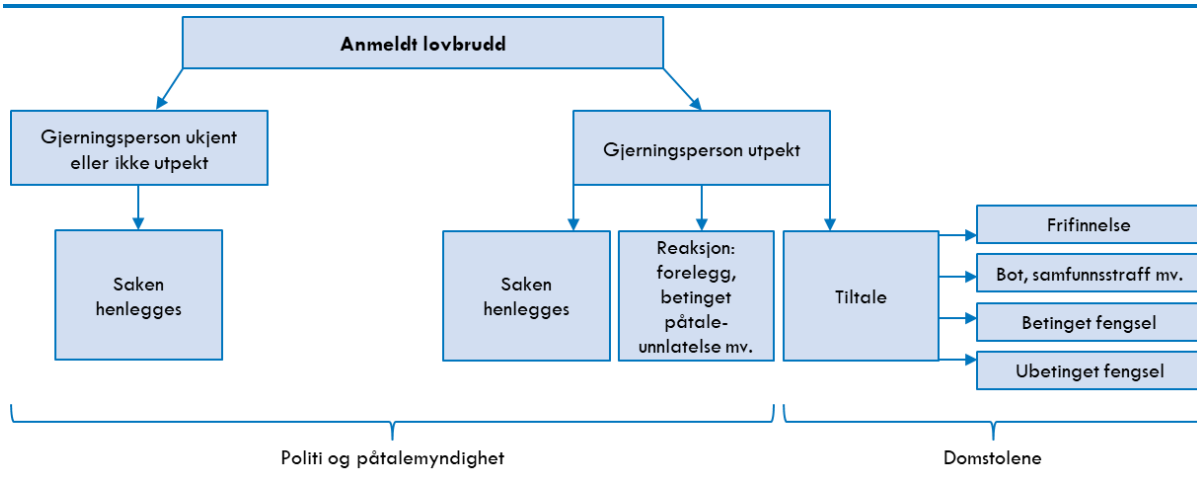 Anmeldt lovbrudd
Gjerningsperson ukjent
eller ikke utpekt
Gjerningsperson utpekt
Saken
henlegges
Saken
henlegges
Reaksjon:
forelegg,
betinget
påtale-
unnlatelse mv.
Tiltale
Frifinnelse
Bot, samfunnsstraff mv.
Betinget fengsel
Ubetinget fengsel
Politi og påtalemyndighet
Domstolene